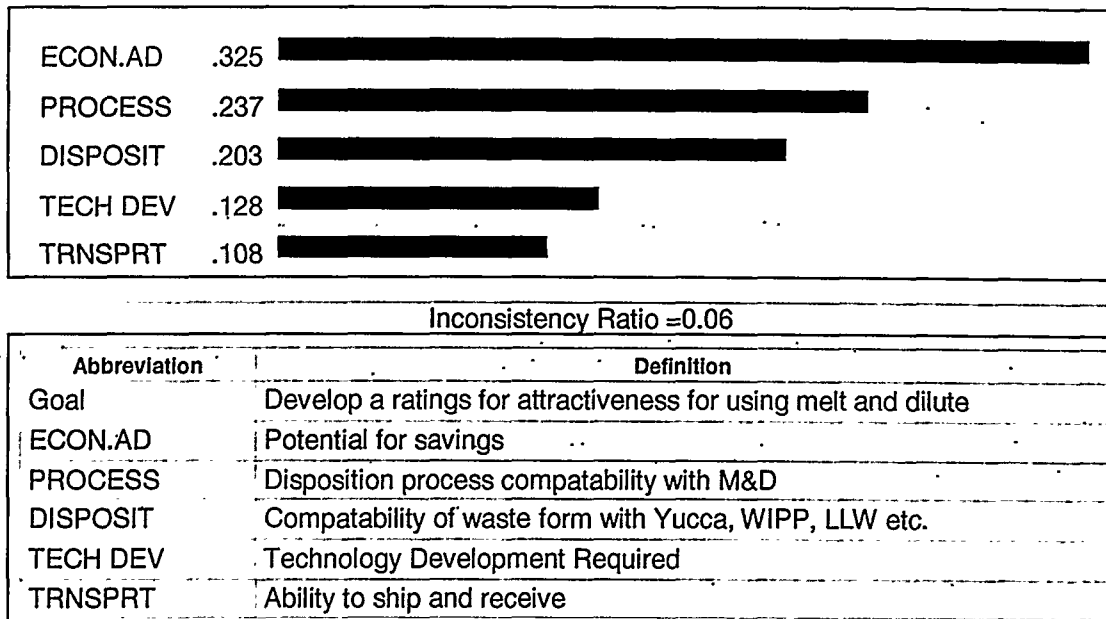 ECON.AD .325
PROCESS .237
DISPOSIT .203
TECH DEV .128
TRNSPRT .108
Inconsistency Ratio =0.06
Abbreviation Definition
Goal Develop a ratings for attractiveness for using melt and dilute
ECON.AD Potential for savings
PROCESS Disposition process compatability with M&D
DISPOSIT Compatability of waste form with Yucca, WIPP, LLW etc.
TECH DEV Technology Development Required
TRNSPRT Ability to ship and receive